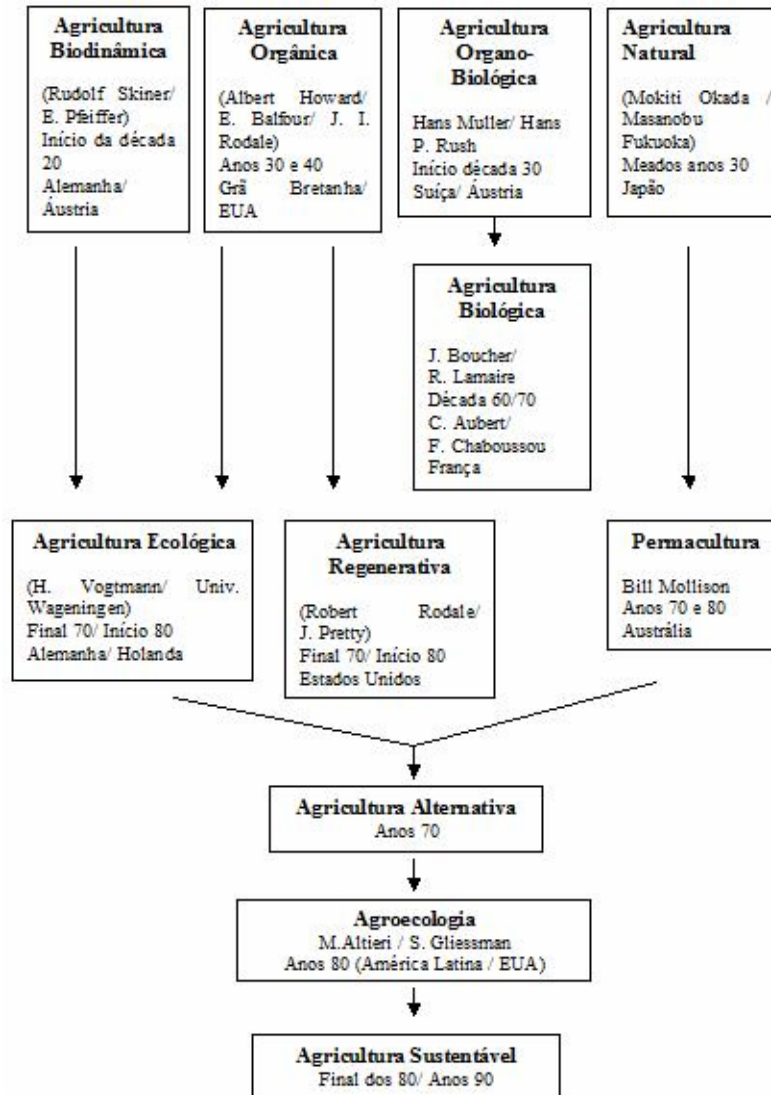 Agricultura
Biodinâmica
(Rudolf Skiner/
E. Pfeiffer)
Início da década
20
Alemanha/
Áustria
Agricultura
Orgânica
(Albert Howard/
E. Balfour/ J. I.
Rodale)
Anos 30 e 40
Grã Bretanha/
EUA
Agricultura
Organo-
Biológica
Hans Muller/ Hans
P. Rush
Início década 30
Suíça/ Áustria
Agricultura
Natural
(Mokiti Okada /
Masanobu
Fukuoka)
Meados anos 30
Japão
Agricultura
Biológica
J. Boucher/
R. Lamaire
Década 60/70
C. Aubert/
F. Chaboussou
França
Agricultura Ecológica
(H. Vogtmann/ Univ.
Wageningen)
Final 70/ Início 80
Alemanha/ Holanda
Agricultura
Regenerativa
(Robert Rodale/
J. Pretty)
Final 70/ Início 80
Estados Unidos
Permacultura
Bill Mollison
Anos 70 e 80
Austrália
Agricultura Alternativa
Anos 70
Agroecologia
M.Altieri / S. Gliessman
Anos 80 (América Latina / EUA)
Agricultura Sustentável
Final dos 80/ Anos 90